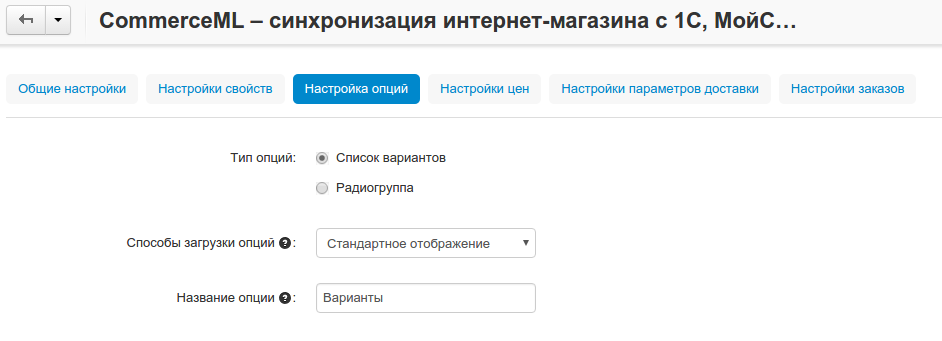 CommerceML – синхронизация интернет-магазина с 1С, МойС…
Общие настройки Настройки свойств Настройка опций Настройки цен Настройки параметров доставки Настройки заказов
Тип опций: Список вариантов
Радиогруппа
Способы загрузки опций ?: Стандартное отображение
Название опции ?: Варианты